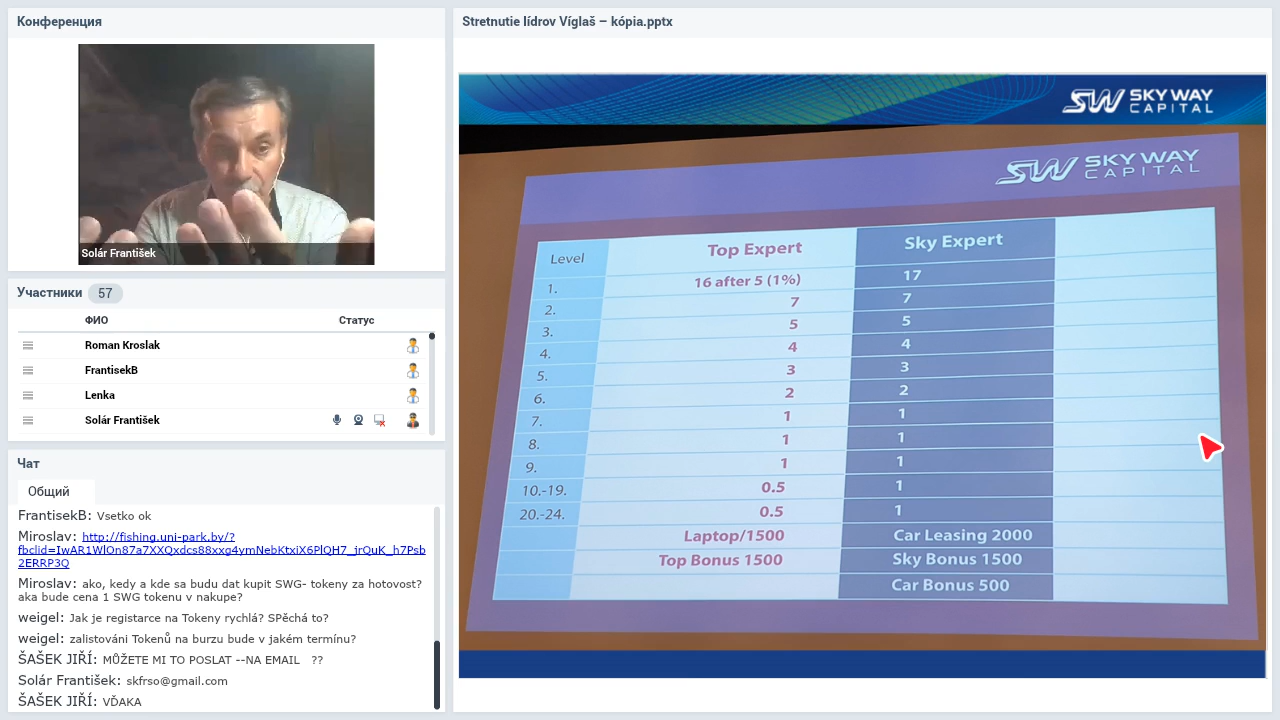 Конференция
Solár František
Участники 57
ФИО Статус
Roman Kroslak
FrantisekB
Lenka
Solár František
Чат
Общий
FrantisekB: Vsetko ok
Miroslav: http://fishing.uni-park.by/?
fbclid=IwAR1WlOn87a7XXQxdcs88xxg4ymNebKtxiX6PlQH7_jrQuK_h7Psb
2ERRP3Q
Miroslav: ako, kedy a kde sa budu dat kupit SWG- tokeny za hotovost?
aka bude cena 1 SWG tokenu v nakupe?
weigel: Jak je registarce na Tokeny rychlá? SPěchá to?
weigel: zalistováni Tokenů na burzu bude v jakém termínu?
ŠAŠEK JIŘÍ: MŮŽETE MI TO POSLAT --NA EMAIL ??
Solár František: skfrso@gmail.com
ŠAŠEK JIŘÍ: VĎAKA
Stretnutie lídrov Víglaš – kópia.pptx
SW SKY WAY
CAPITAL
SW SKY WAY
CAPITAL
Level Top Expert Sky Expert
1. 16 after 5 (1%) 17
2. 7 7
3. 5 5
4. 4 4
5. 3 3
6. 2 2
7. 1 1
8. 1 1
9. 1 1
10.-19. 0.5 1
20.-24. 0.5 1
Laptop/1500 Car Leasing 2000
Top Bonus 1500 Sky Bonus 1500
Car Bonus 500